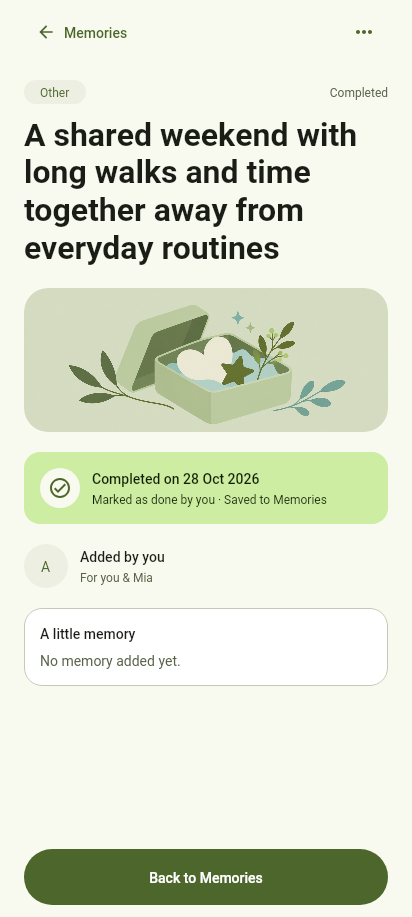 Memories
Other
Completed
A shared weekend with
long walks and time
together away from
everyday routines
Completed on 28 Oct 2026
Marked as done by you · Saved to Memories
A
Added by you
For you & Mia
A little memory
No memory added yet.
Back to Memories